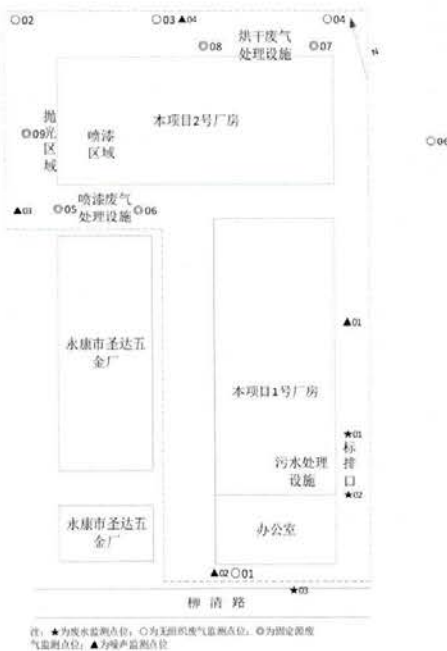 ○02 ○03 ▲04 ○04
烘干废气
◎08 处理设施 ◎07
N
本项目2号厂房
抛光区域
◎09
喷漆
区域
○06
喷漆废气
▲03 ◎05 处理设施 ◎06
永康市圣达五
金厂
▲01
本项目1号厂房
★01
标排口
污水处理
设施
★02
永康市圣达五
金厂
办公室
▲02○01
★03
柳清路
注：★为废水监测点位；○为无组织废气监测点位；◎为固定源废
气监测点位；▲为噪声监测点位